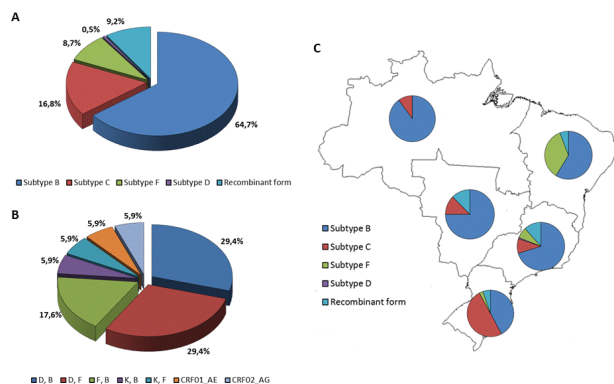 A
0,5%
9,2%
8,7%
16,8%
64,7%
Subtype B Subtype C Subtype F Subtype D Recombinant form
B
5,9%
5,9%
5,9%
5,9%
29,4%
17,6%
29,4%
D, B D, F F, B K, B K, F CRF01_AE CRF02_AG
C
Subtype B
Subtype C
Subtype F
Subtype D
Recombinant form